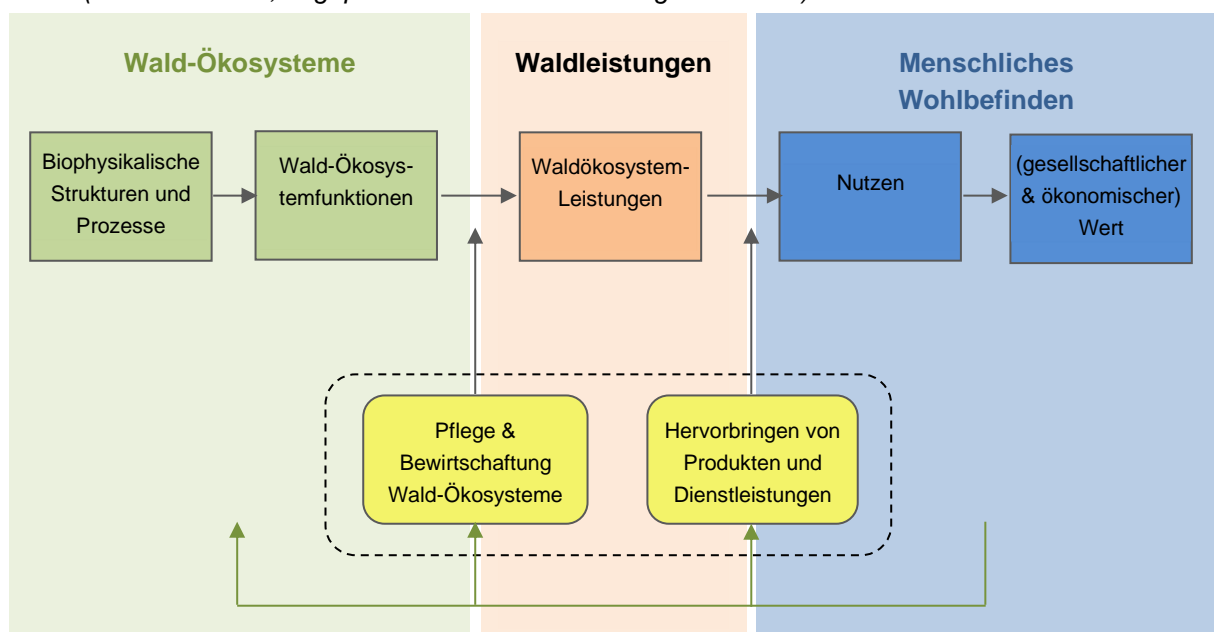 Wald-Ökosysteme
Waldleistungen
Menschliches
Wohlbefinden
Biophysikalische
Strukturen und
Prozesse
Wald-Ökosys-
temfunktionen
Waldökosystem-
Leistungen
Nutzen
(gesellschaftlicher
& ökonomischer)
Wert
Pflege &
Bewirtschaftung
Wald-Ökosysteme
Hervorbringen von
Produkten und
Dienstleistungen